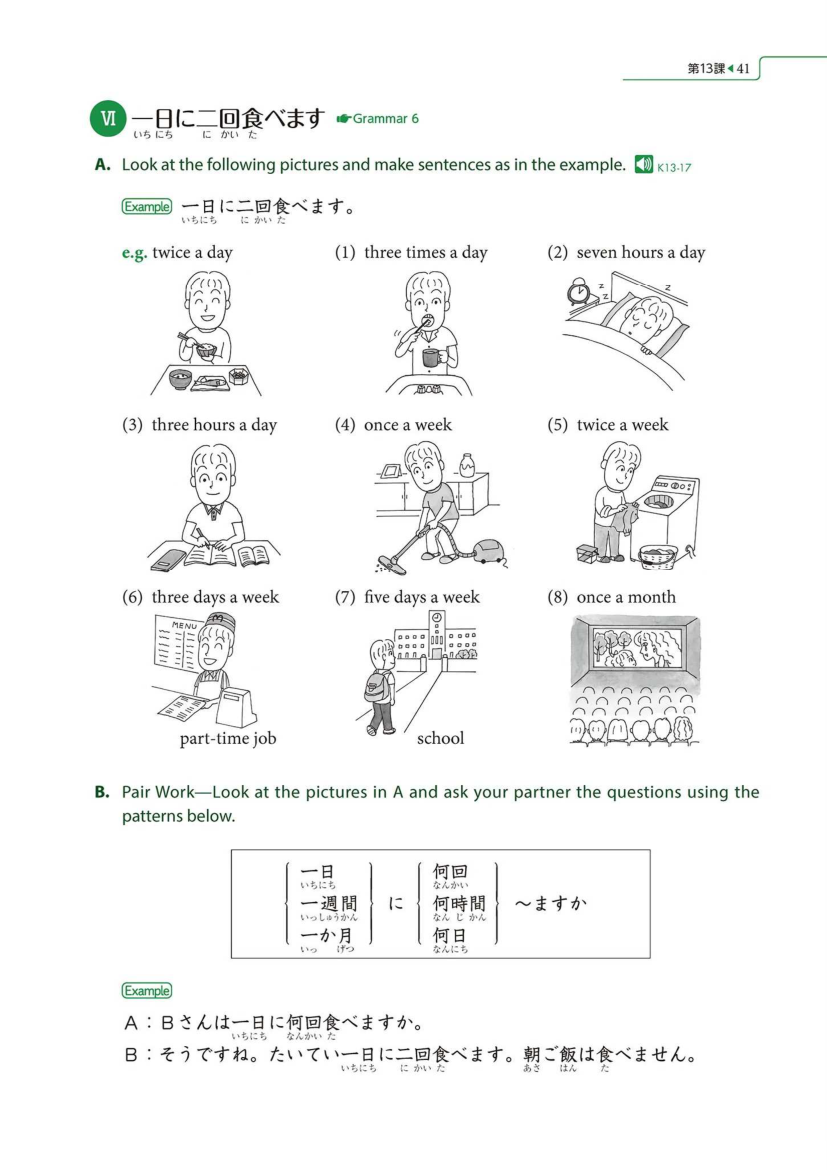 第13課◀41
Ⅵ 一日に二回食べます ☛Grammar 6
いちにち にかいた
A. Look at the following pictures and make sentences as in the example. K13-17
Example 一日に二回食べます。
いちにち にかいた
e.g. twice a day (1) three times a day (2) seven hours a day
z z z
(3) three hours a day (4) once a week (5) twice a week
(6) three days a week (7) five days a week (8) once a month
MENU
part-time job school
B. Pair Work—Look at the pictures in A and ask your partner the questions using the
patterns below.
一日 何回
いちにち なんかい
一週間 に 何時間 〜ますか
いっしゅうかん なんじかん
一か月 何日
いっ げつ なんにち
Example
A:Bさんは一日に何回食べますか。
いちにち なんかいた
B:そうですね。たいてい一日に二回食べます。朝ご飯は食べません。
いちにち にかいた あさ はん た